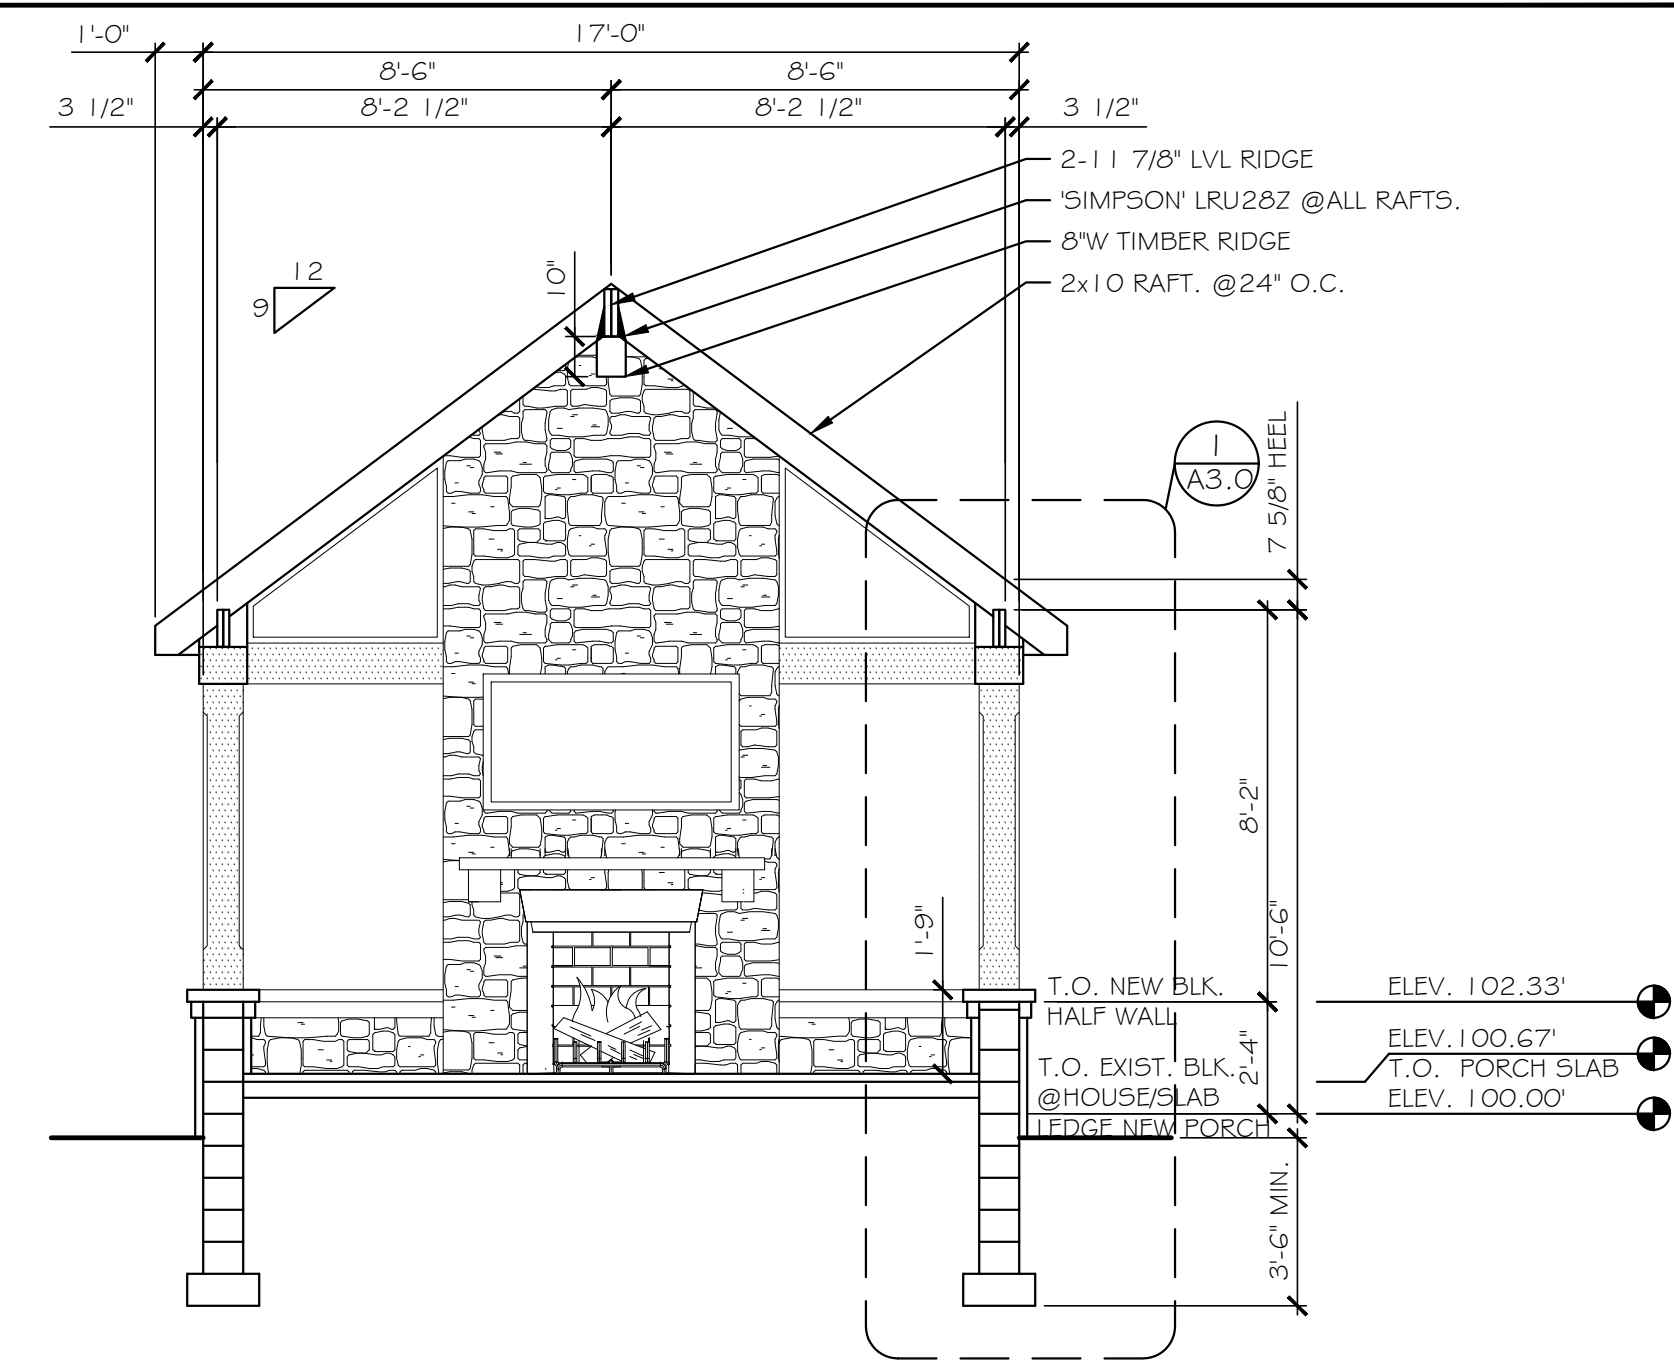 1'-0"
17'-0"
8'-6"
8'-6"
3 1/2"
8'-2 1/2"
8'-2 1/2"
3 1/2"
2-11 7/8" LVL RIDGE
'SIMPSON' LRU28Z @ALL RAFTS.
8"W TIMBER RIDGE
2x10 RAFT. @24" O.C.
10"
12
9
1
A3.0
7 5/8" HEEL
8'-2"
10'-6"
1'-9"
T.O. NEW BLK.
HALF WALL
ELEV. 102.33'
ELEV.100.67'
T.O. PORCH SLAB
ELEV. 100.00'
T.O. EXIST. BLK.
@HOUSE/SLAB
LEDGE NEW PORCH
2'-4"
3'-6" MIN.